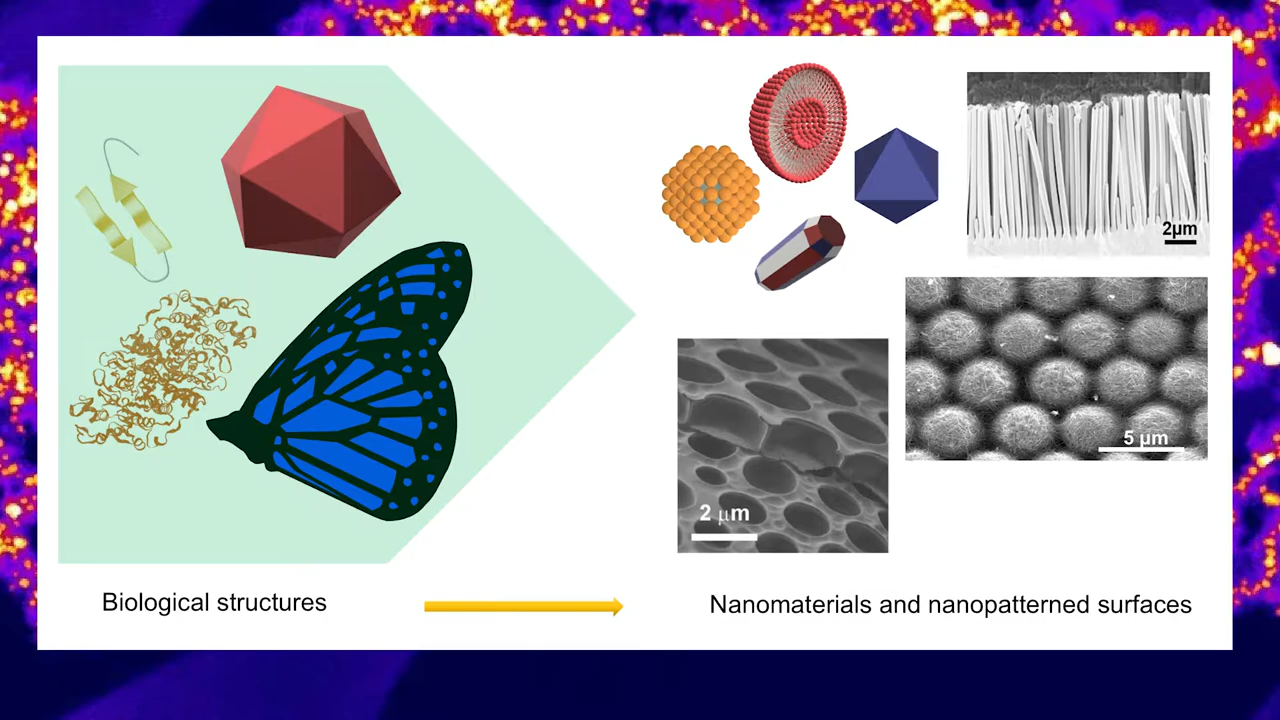 2μm
5 μm
2 μm
Biological structures
Nanomaterials and nanopatterned surfaces